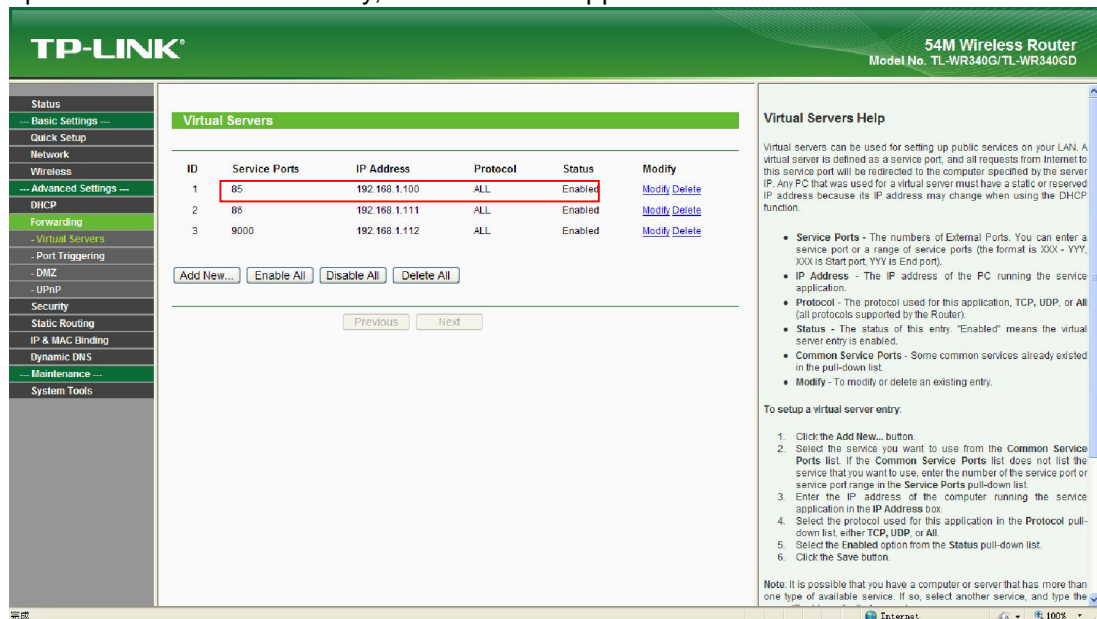 TP-LINK®
54M Wireless Router
Model No. TL-WR340G/TL-WR340GD
Status
--- Basic Settings ---
Quick Setup
Network
Wireless
--- Advanced Settings ---
DHCP
Forwarding
- Virtual Servers
- Port Triggering
- DMZ
- UPnP
Security
Static Routing
IP & MAC Binding
Dynamic DNS
--- Maintenance ---
System Tools
Virtual Servers
ID Service Ports IP Address Protocol Status Modify
1 85 192.168.1.100 ALL Enabled Modify Delete
2 86 192.168.1.111 ALL Enabled Modify Delete
3 9000 192.168.1.112 ALL Enabled Modify Delete
Add New... Enable All Disable All Delete All
Previous Next
Virtual Servers Help
Virtual servers can be used for setting up public services on your LAN. A
virtual server is defined as a service port, and all requests from Internet to
this service port will be redirected to the computer specified by the server
IP. Any PC that was used for a virtual server must have a static or reserved
IP address because its IP address may change when using the DHCP
function.
• Service Ports - The numbers of External Ports. You can enter a
service port or a range of service ports (the format is XXX - YYY,
XXX is Start port, YYY is End port).
• IP Address - The IP address of the PC running the service
application.
• Protocol - The protocol used for this application, TCP, UDP, or All
(all protocols supported by the Router).
• Status - The status of this entry. "Enabled" means the virtual
server entry is enabled.
• Common Service Ports - Some common services already existed
in the pull-down list.
• Modify - To modify or delete an existing entry.
To setup a virtual server entry:
1. Click the Add New... button.
2. Select the service you want to use from the Common Service
Ports list. If the Common Service Ports list does not list the
service that you want to use, enter the number of the service port or
service port range in the Service Ports pull-down list.
3. Enter the IP address of the computer running the service
application in the IP Address box.
4. Select the protocol used for this application in the Protocol pull-
down list, either TCP, UDP, or All.
5. Select the Enabled option from the Status pull-down list.
6. Click the Save button.
Note: It is possible that you have a computer or server that has more than
one type of available service. If so, select another service, and type the
完成 Internet 100%